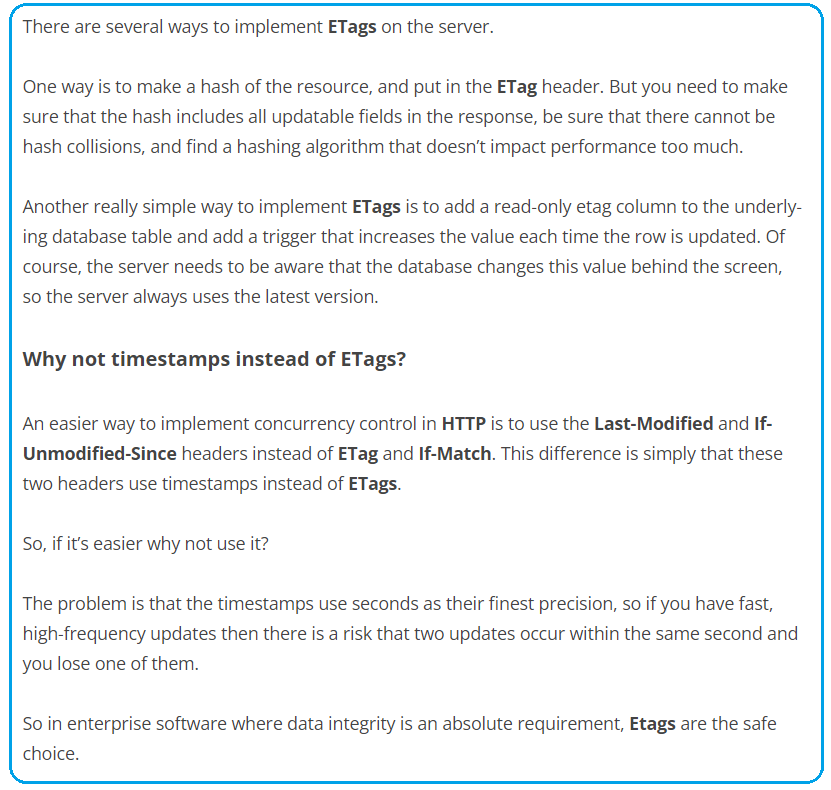 There are several ways to implement ETags on the server.
One way is to make a hash of the resource, and put in the ETag header. But you need to make
sure that the hash includes all updatable fields in the response, be sure that there cannot be
hash collisions, and find a hashing algorithm that doesn’t impact performance too much.
Another really simple way to implement ETags is to add a read-only etag column to the underly-
ing database table and add a trigger that increases the value each time the row is updated. Of
course, the server needs to be aware that the database changes this value behind the screen,
so the server always uses the latest version.
Why not timestamps instead of ETags?
An easier way to implement concurrency control in HTTP is to use the Last-Modified and If-
Unmodified-Since headers instead of ETag and If-Match. This difference is simply that these
two headers use timestamps instead of ETags.
So, if it’s easier why not use it?
The problem is that the timestamps use seconds as their finest precision, so if you have fast,
high-frequency updates then there is a risk that two updates occur within the same second and
you lose one of them.
So in enterprise software where data integrity is an absolute requirement, Etags are the safe
choice.